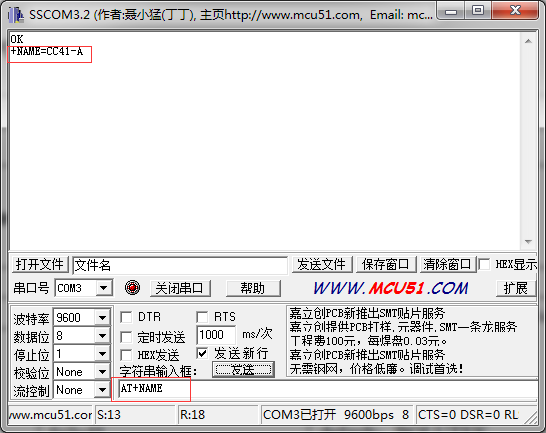 SSCOM3.2 (作者:聂小猛(丁丁), 主页http://www.mcu51.com, Email: mc...
OK
+NAME=CC41-A
打开文件 文件名 发送文件 保存窗口 清除窗口 HEX显示
串口号 COM3 关闭串口 帮助 WWW.MCU51.COM 扩展
波特率 9600 DTR RTS
数据位 8 定时发送 1000 ms/次
停止位 1 HEX发送 发送新行
校验位 None 字符串输入框: 发送
流控制 None AT+NAME
嘉立创PCB新推出SMT贴片服务
嘉立创提供PCB打样.元器件.SMT一条龙服务
工程费100元，每焊盘0.03元。
嘉立创PCB新推出SMT贴片服务
无需钢网，价格低廉。调试首选！
www.mcu51.com S:13 R:18 COM3已打开 9600bps 8 CTS=0 DSR=0 RL